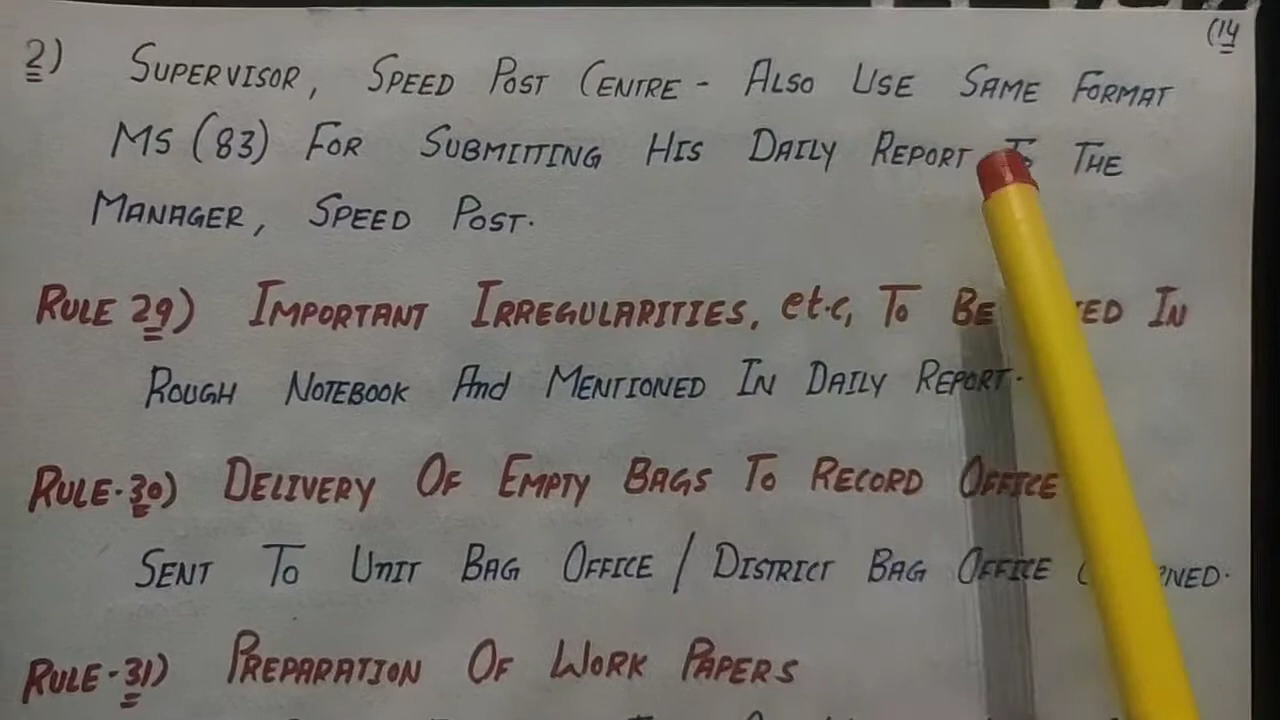 (14
2) SUPERVISOR, SPEED POST CENTRE - ALSO USE SAME FORMAT
MS (83) FOR SUBMITTING HIS DAILY REPORT TO THE
MANAGER, SPEED POST.
RULE 29) IMPORTANT IRREGULARITIES, etc, TO BE IN
ROUGH NOTEBOOK And MENTIONED IN DAILY REPORT.
RULE-30) DELIVERY OF EMPTY BAGS TO RECORD OFFICE
SENT TO UnIT BAG OFFICE / DISTRICT BAG OFFICE
RULE-31) PREPARATION OF WORK PAPERS